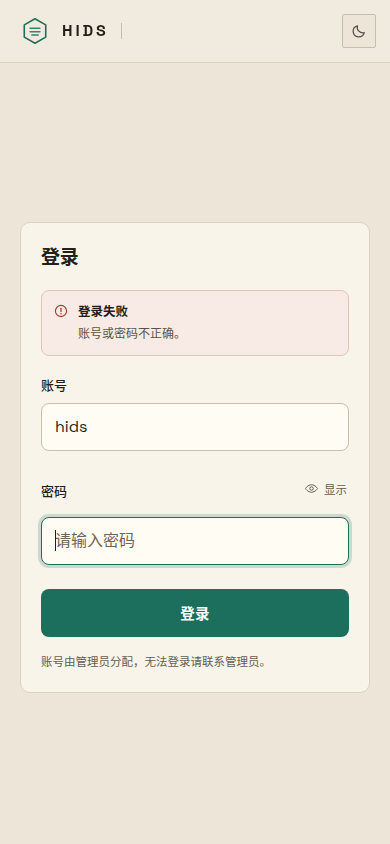 HIDS
登录
登录失败
账号或密码不正确。
账号
hids
密码
显示
请输入密码
登录
账号由管理员分配，无法登录请联系管理员。